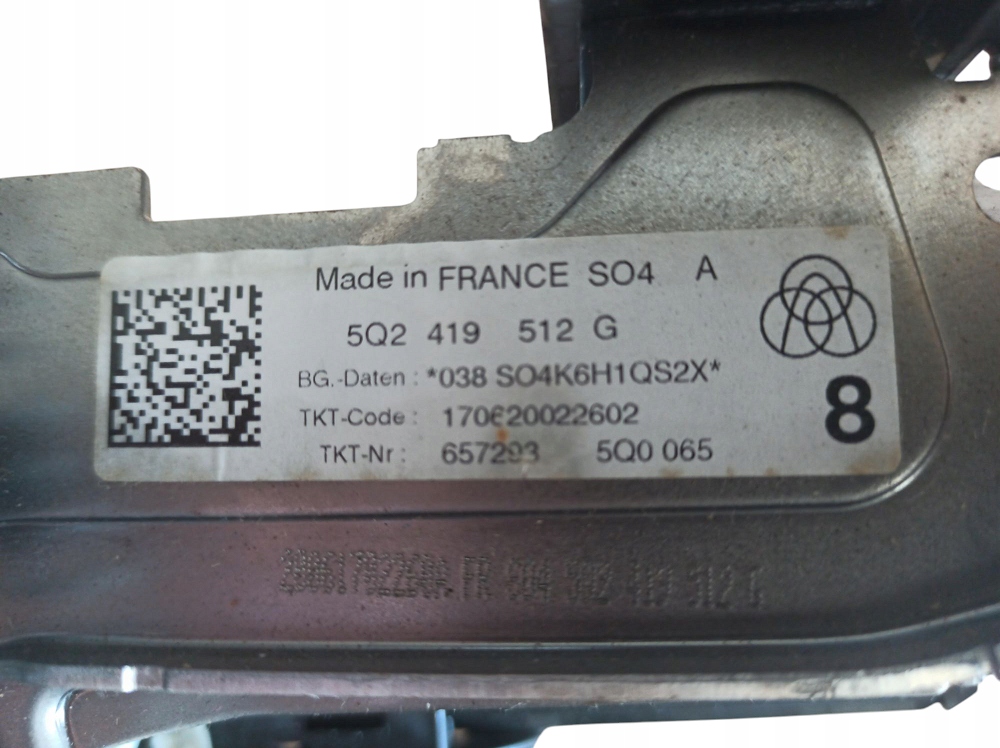 Made in FRANCE SO4 A
5Q2 419 512 G
BG.-Daten : *038 SO4K6H1QS2X*
TKT-Code : 170620022602
TKT-Nr : 657293 5Q0 065
8